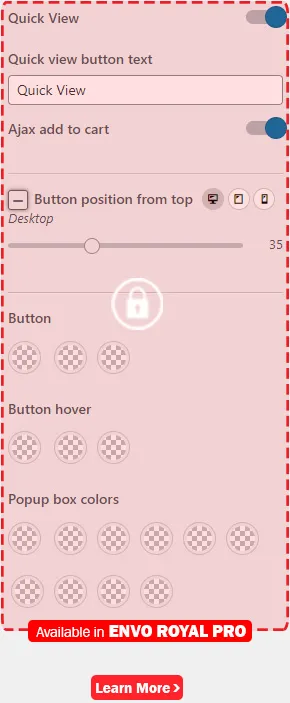 Quick View
Quick view button text
Quick View
Ajax add to cart
Button position from top
Desktop
35
Button
Button hover
Popup box colors
Available in ENVO ROYAL PRO
Learn More >